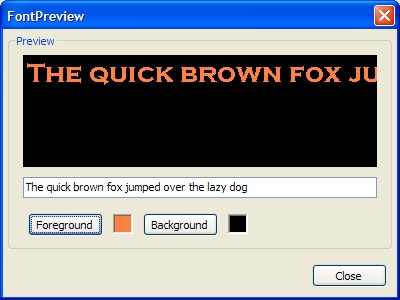 FontPreview
Preview
The quick brown fox ju
The quick brown fox jumped over the lazy dog
Foreground
Background
Close